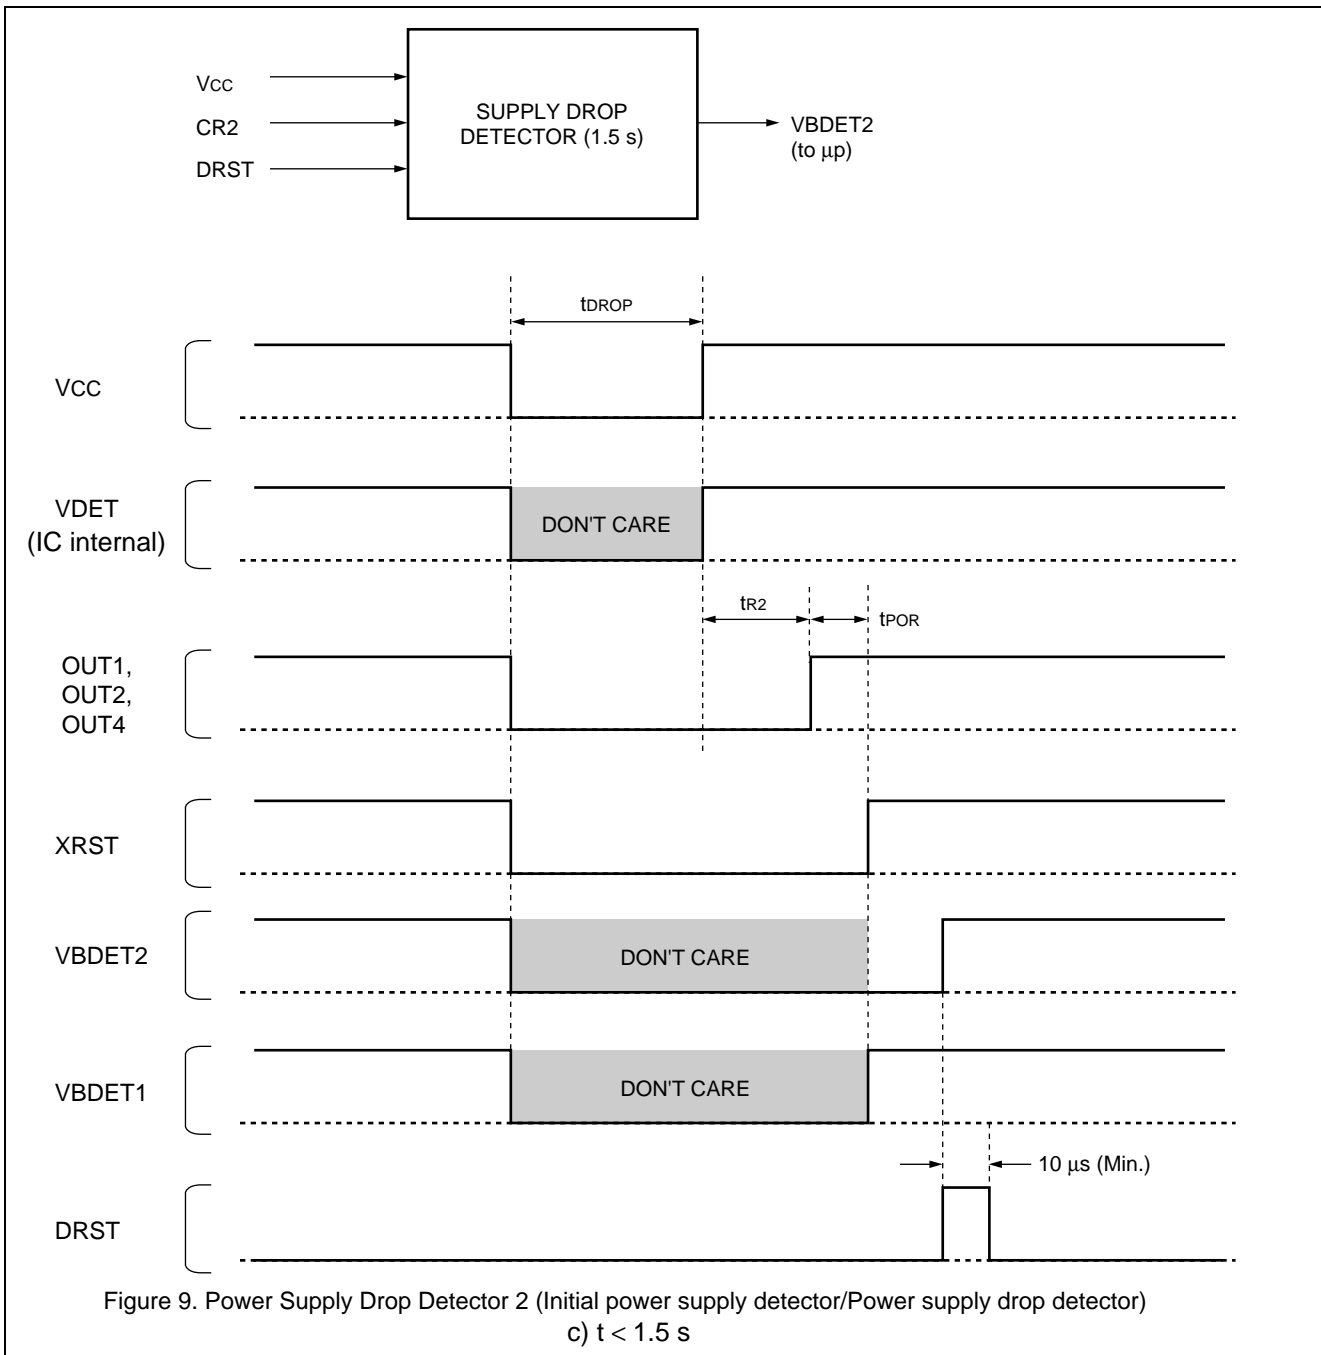 VCC
CR2
DRST
SUPPLY DROP
DETECTOR (1.5 s)
VBDET2
(to μp)
tDROP
VCC
VDET
(IC internal)
DON'T CARE
tR2
tPOR
OUT1,
OUT2,
OUT4
XRST
VBDET2
DON'T CARE
VBDET1
DON'T CARE
10 μs (Min.)
DRST
Figure 9. Power Supply Drop Detector 2 (Initial power supply detector/Power supply drop detector)
c) t < 1.5 s